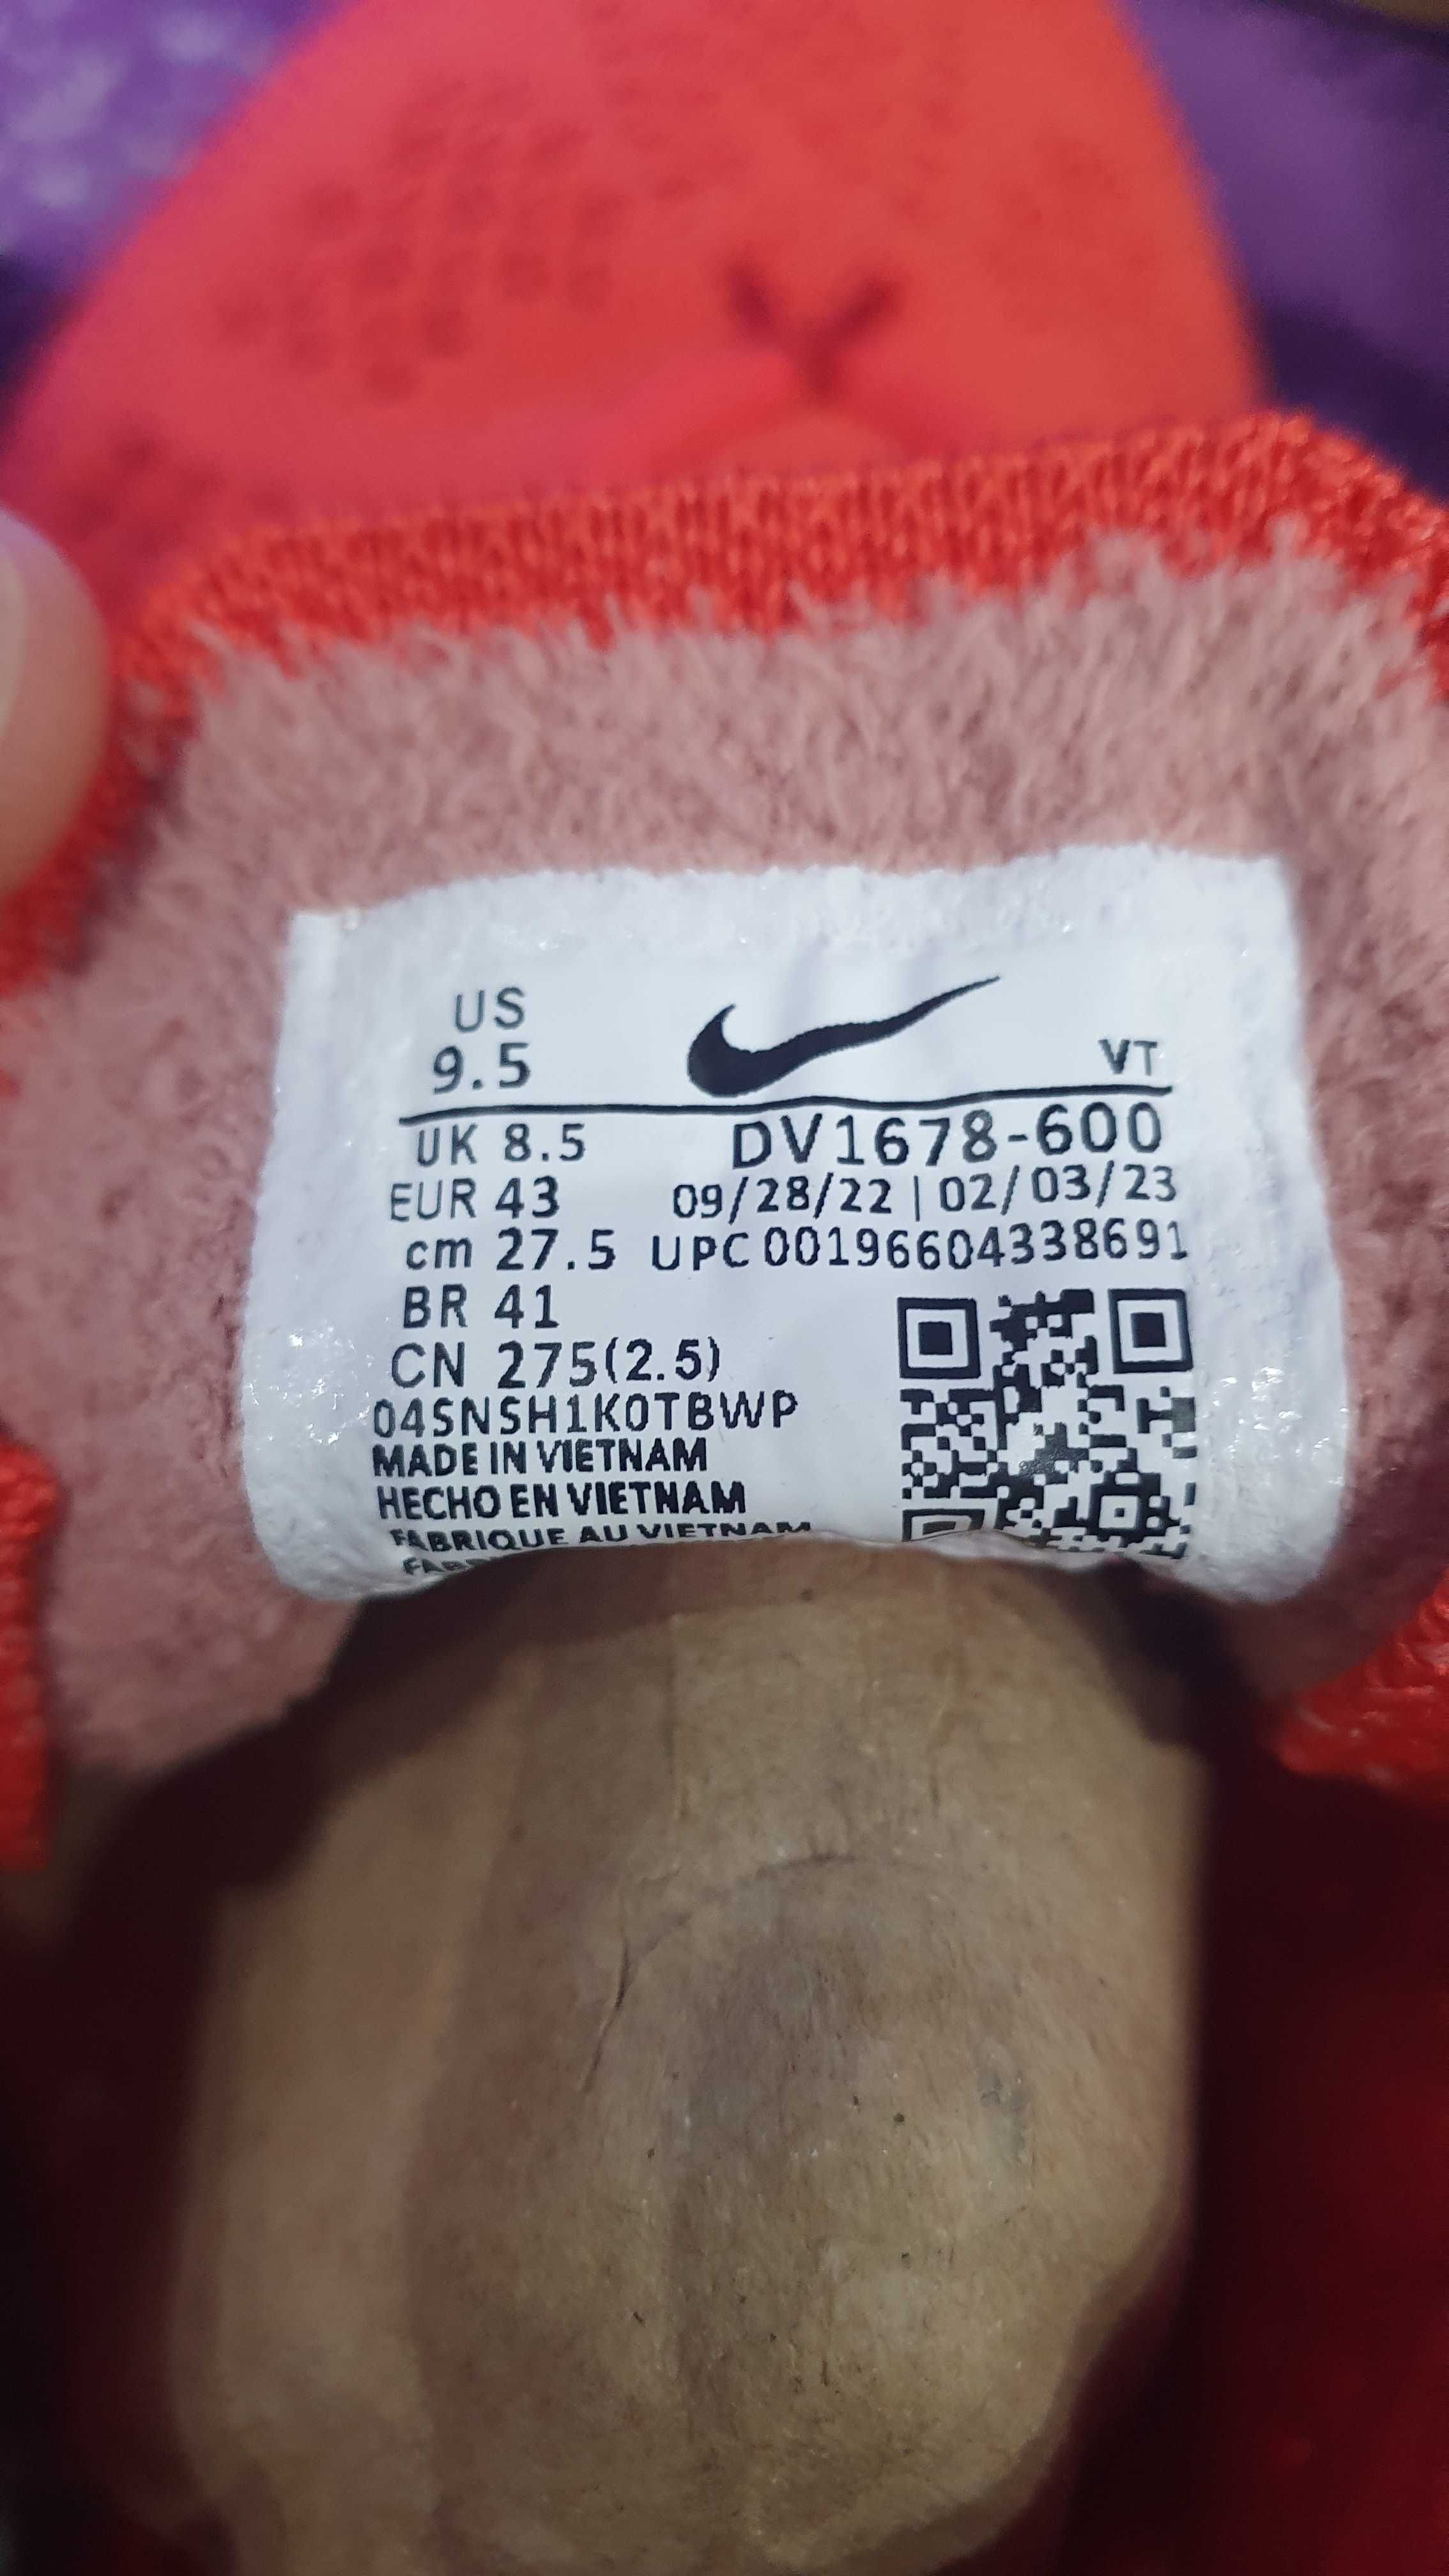 US
9.5
VT
UK 8.5 DV1678-600
EUR 43 09/28/22 | 02/03/23
cm 27.5 UPC 00196604338691
BR 41
CN 275(2.5)
04SNSH1K0TBWP
MADE IN VIETNAM
HECHO EN VIETNAM
FABRIQUE AU VIETNAM